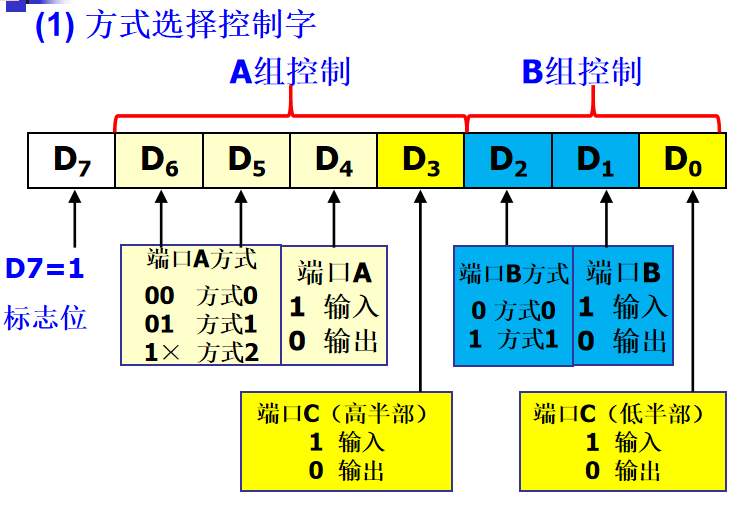 (1) 方式选择控制字
A组控制 B组控制
D7 D6 D5 D4 D3 D2 D1 D0
D7=1
标志位
端口A方式
00 方式0
01 方式1
1× 方式2
端口A
1 输入
0 输出
端口B方式
0 方式0
1 方式1
端口B
1 输入
0 输出
端口C（高半部）
1 输入
0 输出
端口C（低半部）
1 输入
0 输出